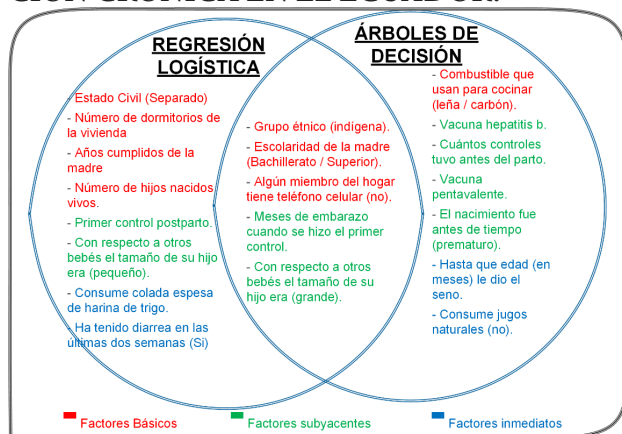 CIÓN CRÓNICA EN EL ECUADOR.
REGRESIÓN
LOGÍSTICA
- Estado Civil (Separado)
- Número de dormitorios de
la vivienda
- Años cumplidos de la
madre
- Número de hijos nacidos
vivos.
- Primer control postparto.
- Con respecto a otros
bebés el tamaño de su hijo
era (pequeño).
- Consume colada espesa
de harina de trigo.
- Ha tenido diarrea en las
últimas dos semanas (Si)
- Grupo étnico (indígena).
- Escolaridad de la madre
(Bachillerato / Superior).
- Algún miembro del hogar
tiene teléfono celular (no).
- Meses de embarazo
cuando se hizo el primer
control.
- Con respecto a otros
bebés el tamaño de su
hijo era (grande).
ÁRBOLES DE
DECISIÓN
- Combustible que
usan para cocinar
(leña / carbón).
- Vacuna hepatitis b.
- Cuántos controles
tuvo antes del parto.
- Vacuna
pentavalente.
- El nacimiento fue
antes de tiempo
(prematuro).
- Hasta que edad (en
meses) le dio el
seno.
- Consume jugos
naturales (no).
Factores Básicos
Factores subyacentes
Factores inmediatos